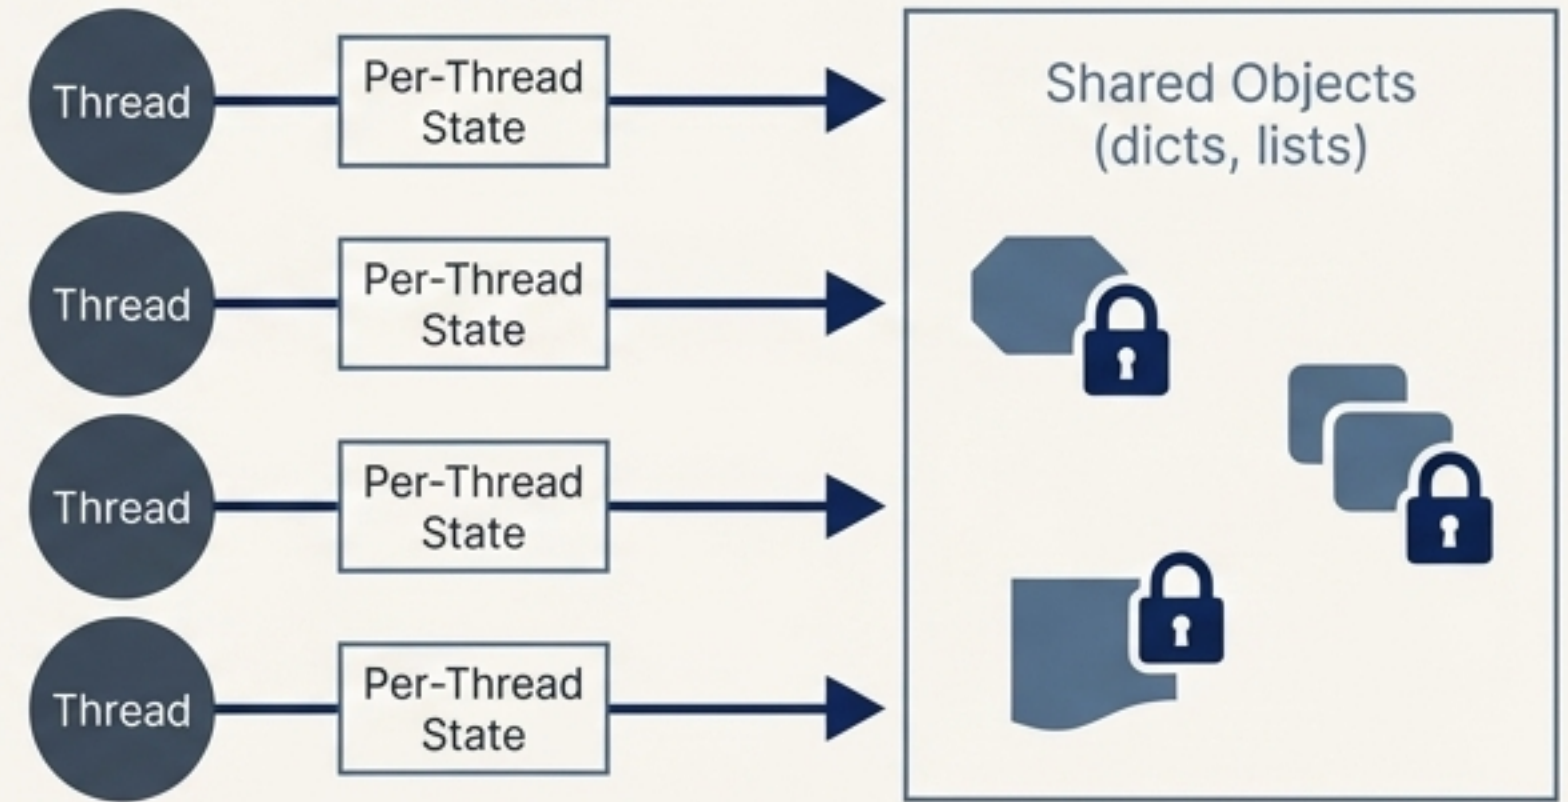 Thread
Per-Thread
State
Thread
Per-Thread
State
Thread
Per-Thread
State
Thread
Per-Thread
State
Shared Objects
(dicts, lists)